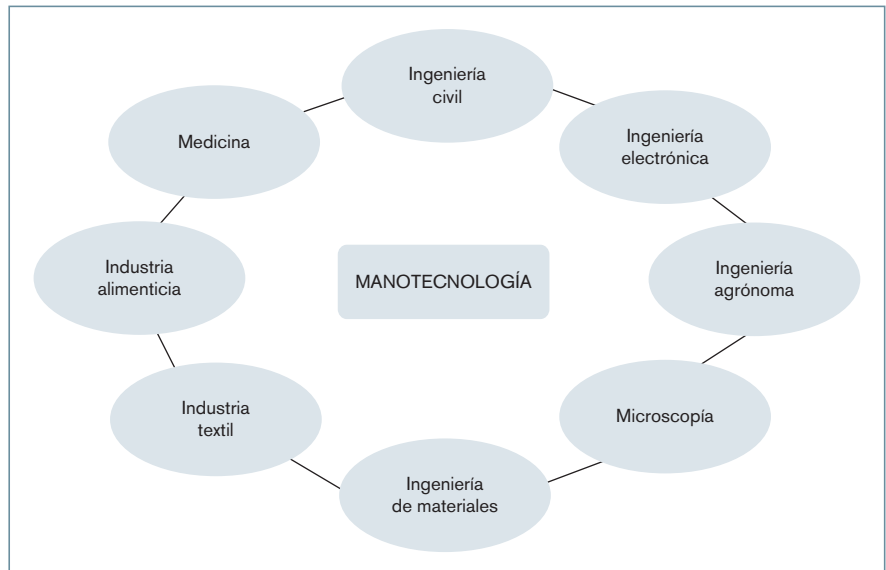 Ingeniería
civil
Ingeniería
electrónica
Medicina
Industria
alimenticia
MANOTECNOLOGÍA
Ingeniería
agrónoma
Industria
textil
Microscopía
Ingeniería
de materiales